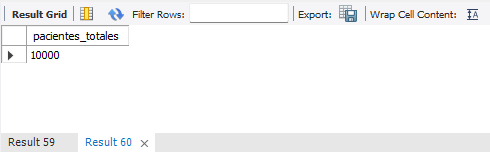 Result Grid Filter Rows: Export: Wrap Cell Content:
pacientes_totales
10000
Result 59 Result 60